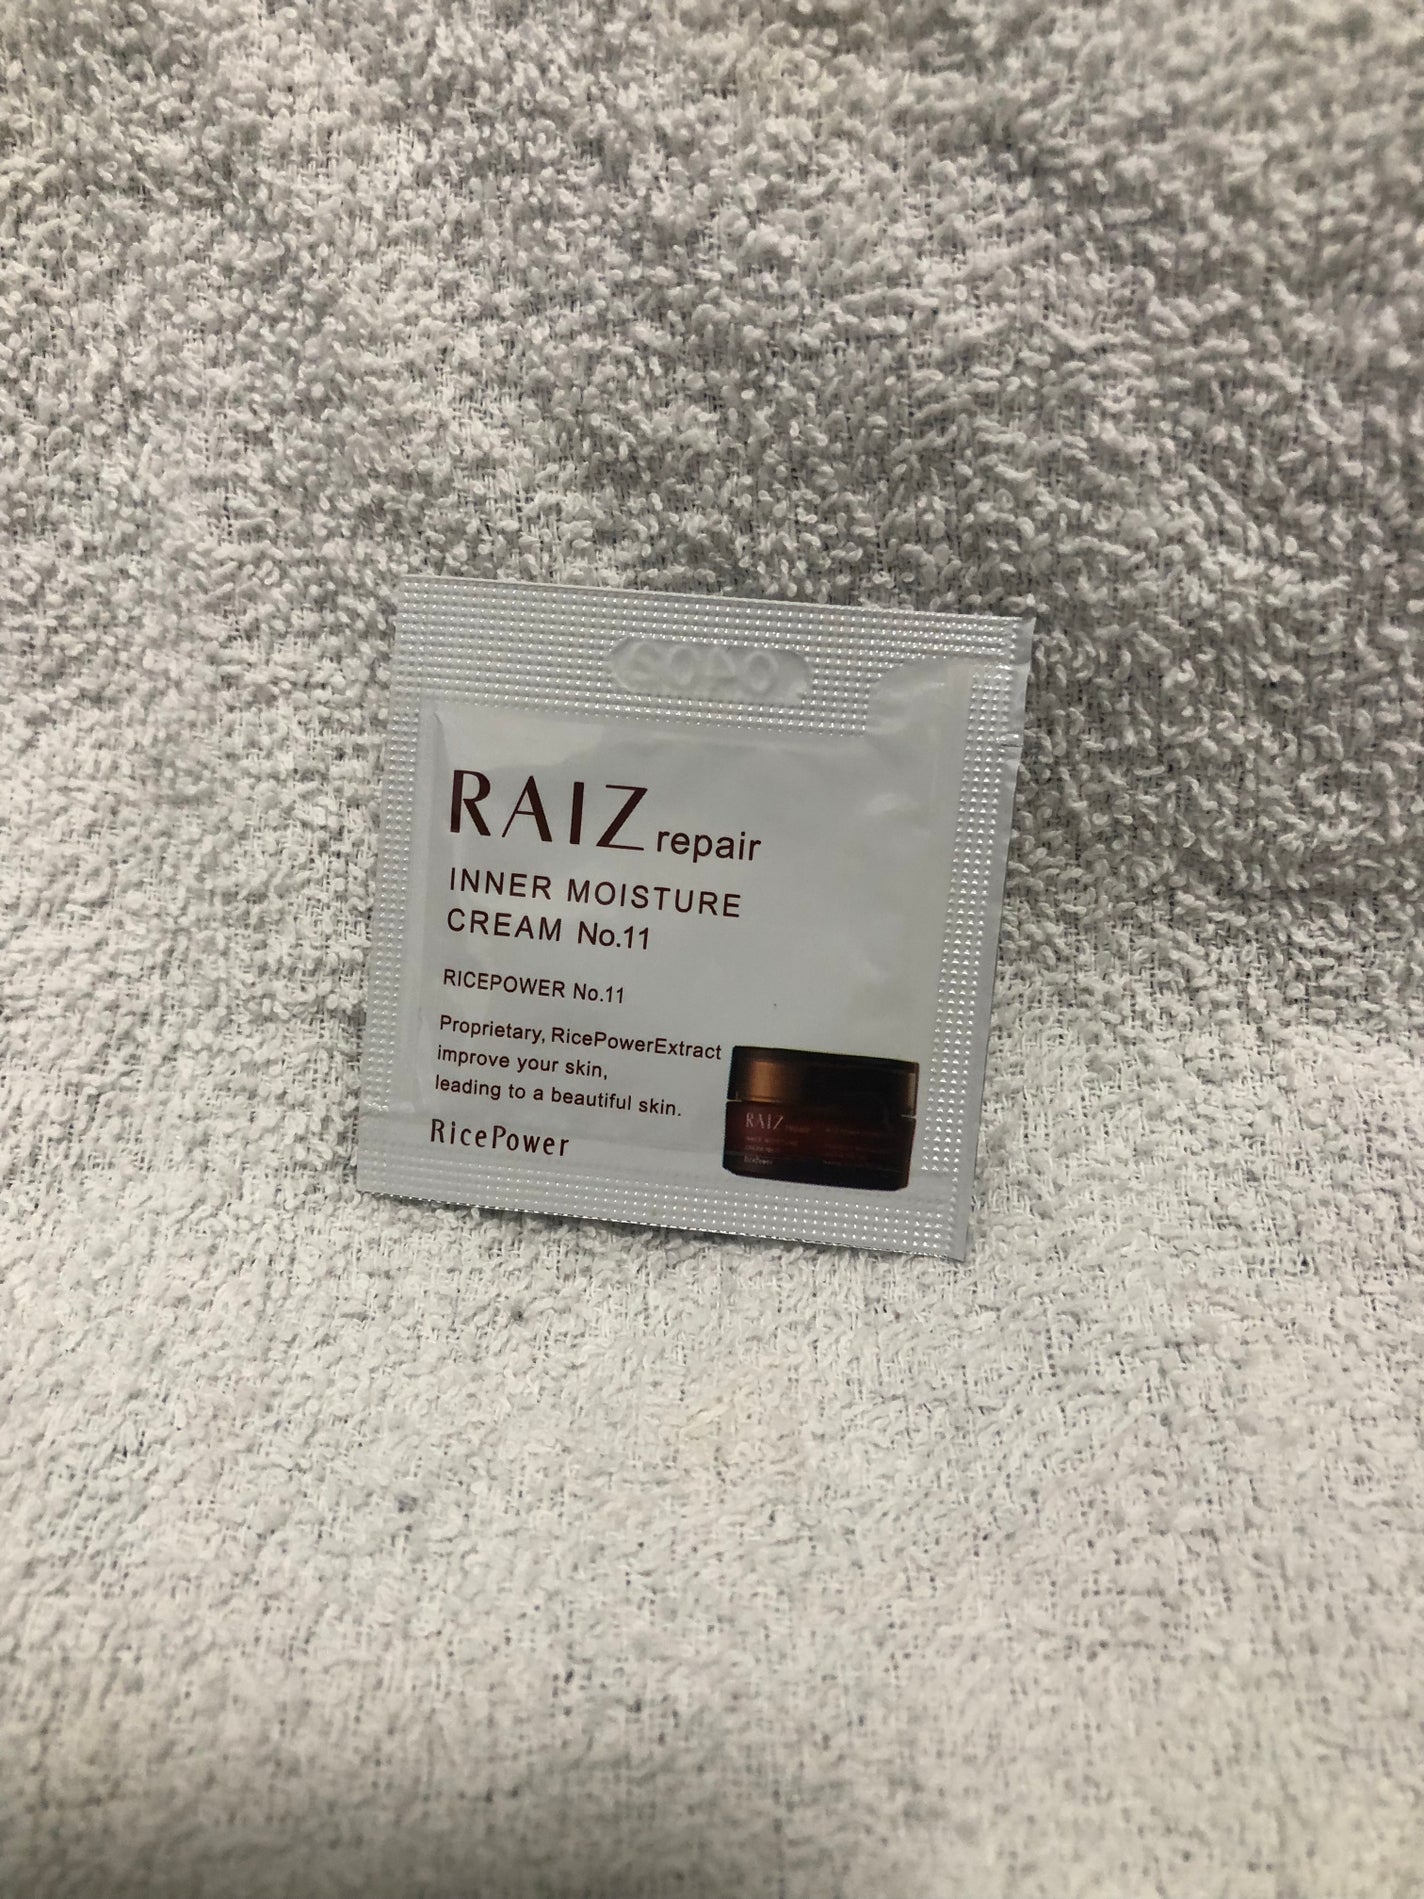 RAIZ repair
INNER MOISTURE
CREAM No.11
RICEPOWER No.11
Proprietary, RicePowerExtract
improve your skin,
leading to a beautiful skin.
RicePower
RAIZ repair